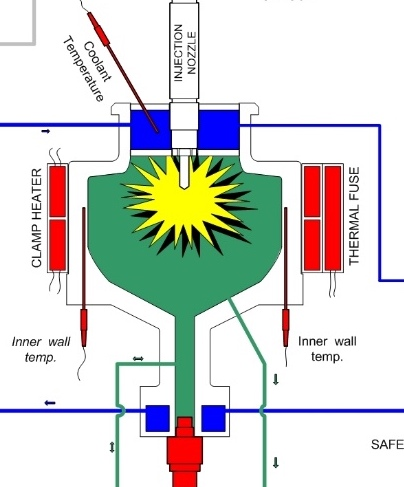 INJECTION
NOZZLE
Coolant
Temperature
CLAMP HEATER
THERMAL FUSE
Inner wall
temp.
Inner wall
temp.
SAFE